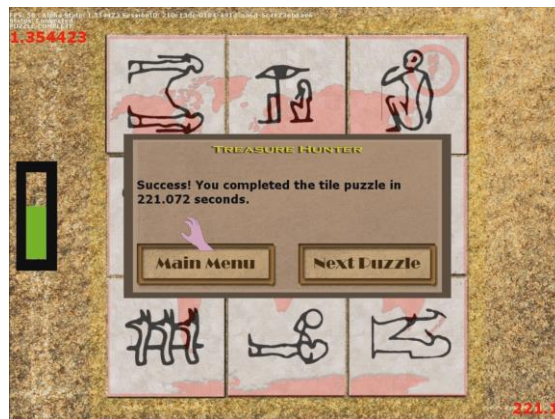 1.354423
TREASURE HUNTER
Success! You completed the tile puzzle in
221.072 seconds.
Main Menu
Next Puzzle